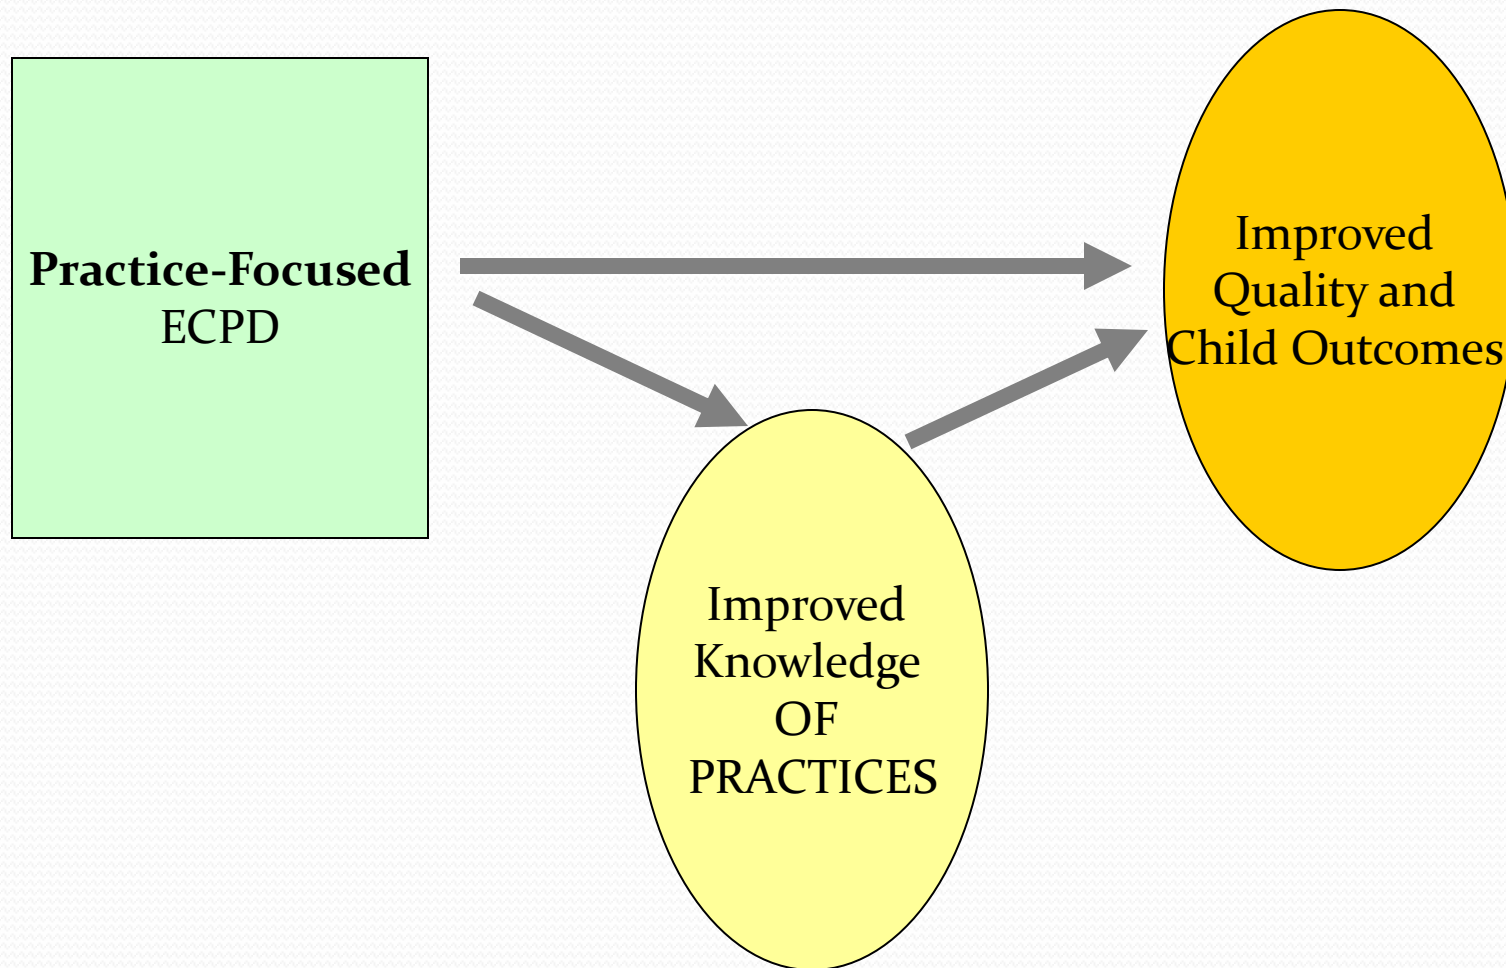 Practice-Focused
ECPD
Improved
Quality and
Child Outcomes
Improved
Knowledge
OF
PRACTICES